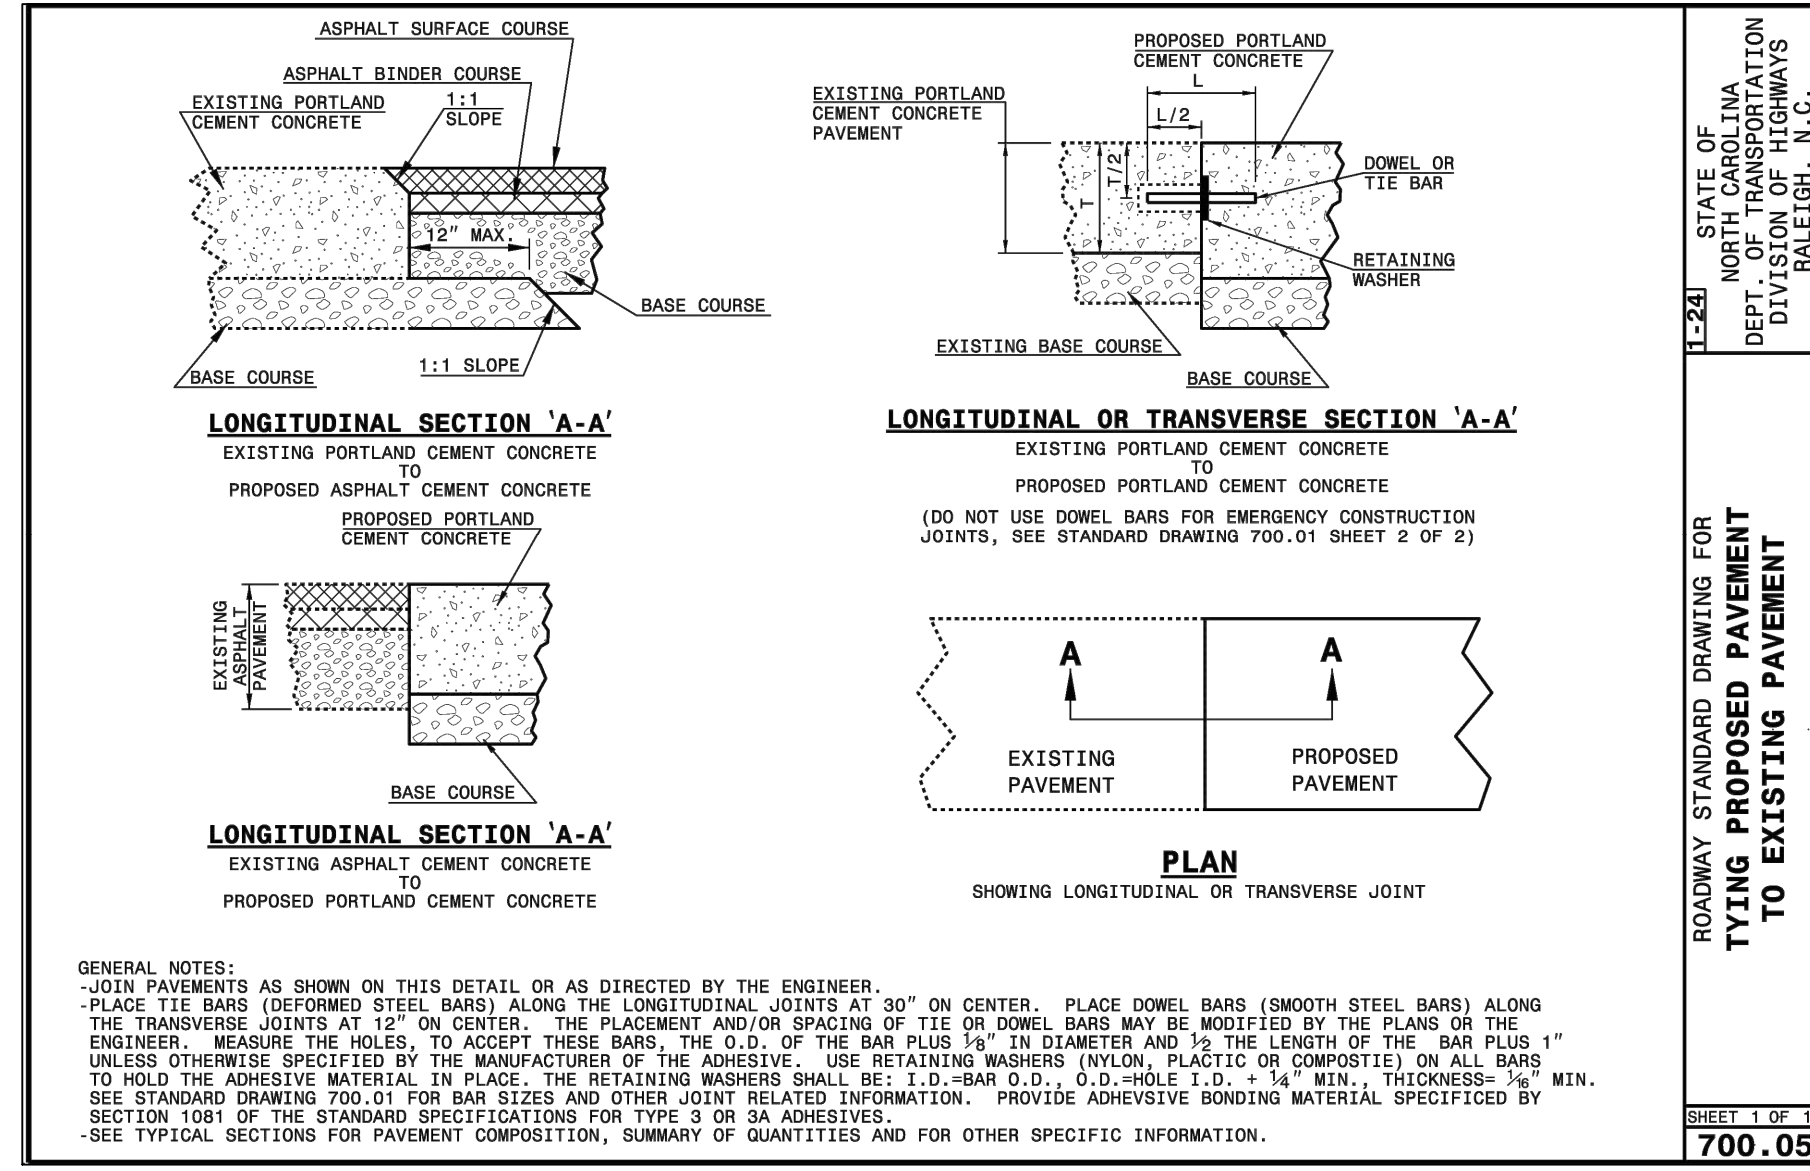 ASPHALT SURFACE COURSE
ASPHALT BINDER COURSE
EXISTING PORTLAND
CEMENT CONCRETE
1:1
SLOPE
12" MAX.
BASE COURSE
1:1 SLOPE
BASE COURSE
LONGITUDINAL SECTION 'A-A'
EXISTING PORTLAND CEMENT CONCRETE
TO
PROPOSED ASPHALT CEMENT CONCRETE
PROPOSED PORTLAND
CEMENT CONCRETE
L
EXISTING PORTLAND
CEMENT CONCRETE
PAVEMENT
L/2
T/2
T
DOWEL OR
TIE BAR
RETAINING
WASHER
EXISTING BASE COURSE
BASE COURSE
LONGITUDINAL OR TRANSVERSE SECTION 'A-A'
EXISTING PORTLAND CEMENT CONCRETE
TO
PROPOSED PORTLAND CEMENT CONCRETE
(DO NOT USE DOWEL BARS FOR EMERGENCY CONSTRUCTION
JOINTS, SEE STANDARD DRAWING 700.01 SHEET 2 OF 2)
PROPOSED PORTLAND
CEMENT CONCRETE
EXISTING
ASPHALT
PAVEMENT
BASE COURSE
LONGITUDINAL SECTION 'A-A'
EXISTING ASPHALT CEMENT CONCRETE
TO
PROPOSED PORTLAND CEMENT CONCRETE
A
A
EXISTING
PAVEMENT
PROPOSED
PAVEMENT
PLAN
SHOWING LONGITUDINAL OR TRANSVERSE JOINT
GENERAL NOTES:
-JOIN PAVEMENTS AS SHOWN ON THIS DETAIL OR AS DIRECTED BY THE ENGINEER.
-PLACE TIE BARS (DEFORMED STEEL BARS) ALONG THE LONGITUDINAL JOINTS AT 30" ON CENTER. PLACE DOWEL BARS (SMOOTH STEEL BARS) ALONG
THE TRANSVERSE JOINTS AT 12" ON CENTER. THE PLACEMENT AND/OR SPACING OF TIE OR DOWEL BARS MAY BE MODIFIED BY THE PLANS OR THE
ENGINEER. MEASURE THE HOLES, TO ACCEPT THESE BARS, THE O.D. OF THE BAR PLUS 1/8" IN DIAMETER AND 1/2 THE LENGTH OF THE BAR PLUS 1"
UNLESS OTHERWISE SPECIFIED BY THE MANUFACTURER OF THE ADHESIVE. USE RETAINING WASHERS (NYLON, PLACTIC OR COMPOSTIE) ON ALL BARS
TO HOLD THE ADHESIVE MATERIAL IN PLACE. THE RETAINING WASHERS SHALL BE: I.D.=BAR O.D., O.D.=HOLE I.D. + 1/4" MIN., THICKNESS= 1/16" MIN.
SEE STANDARD DRAWING 700.01 FOR BAR SIZES AND OTHER JOINT RELATED INFORMATION. PROVIDE ADHEVSIVE BONDING MATERIAL SPECIFICED BY
SECTION 1081 OF THE STANDARD SPECIFICATIONS FOR TYPE 3 OR 3A ADHESIVES.
-SEE TYPICAL SECTIONS FOR PAVEMENT COMPOSITION, SUMMARY OF QUANTITIES AND FOR OTHER SPECIFIC INFORMATION.
1-24
STATE OF
NORTH CAROLINA
DEPT. OF TRANSPORTATION
DIVISION OF HIGHWAYS
RALEIGH, N.C.
ROADWAY STANDARD DRAWING FOR
TYING PROPOSED PAVEMENT
TO EXISTING PAVEMENT
SHEET 1 OF 1
700.05